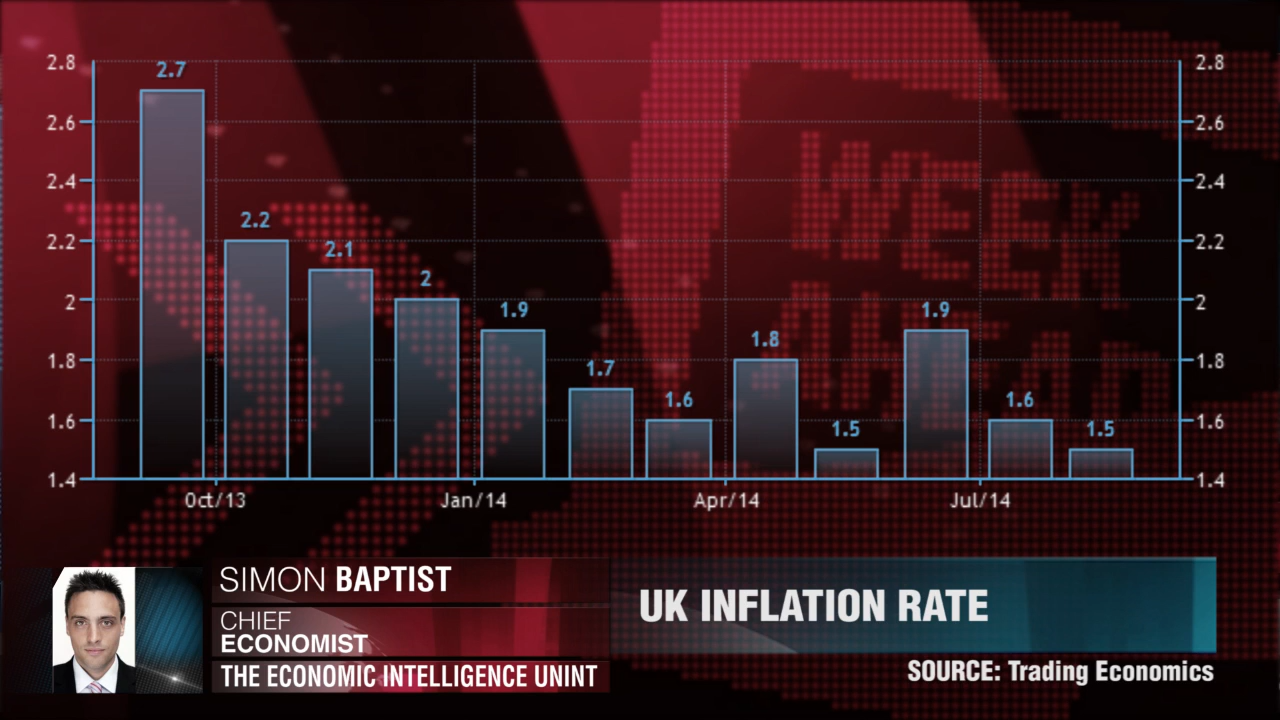 2.8 2.8
2.7
2.6 2.6
2.4 2.4
2.2
2.2 2.2
2.1
2
2 2
1.9 1.9
1.8
1.8 1.8
1.7
1.6 1.6
1.6 1.6
1.5 1.5
1.4 1.4
Oct/13 Jan/14 Apr/14 Jul/14
WEEK
AHEAD
SIMON BAPTIST
CHIEF
ECONOMIST
THE ECONOMIC INTELLIGENCE UNINT
UK INFLATION RATE
SOURCE: Trading Economics